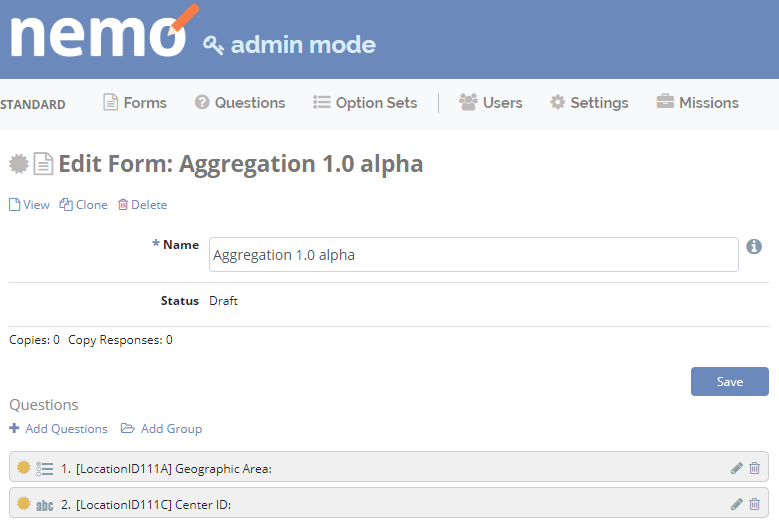 nemo admin mode
STANDARD Forms Questions Option Sets Users Settings Missions
Edit Form: Aggregation 1.0 alpha
View Clone Delete
* Name Aggregation 1.0 alpha
Status Draft
Copies: 0 Copy Responses: 0
Save
Questions
Add Questions Add Group
1. [LocationID111A] Geographic Area:
abc 2. [LocationID111C] Center ID: